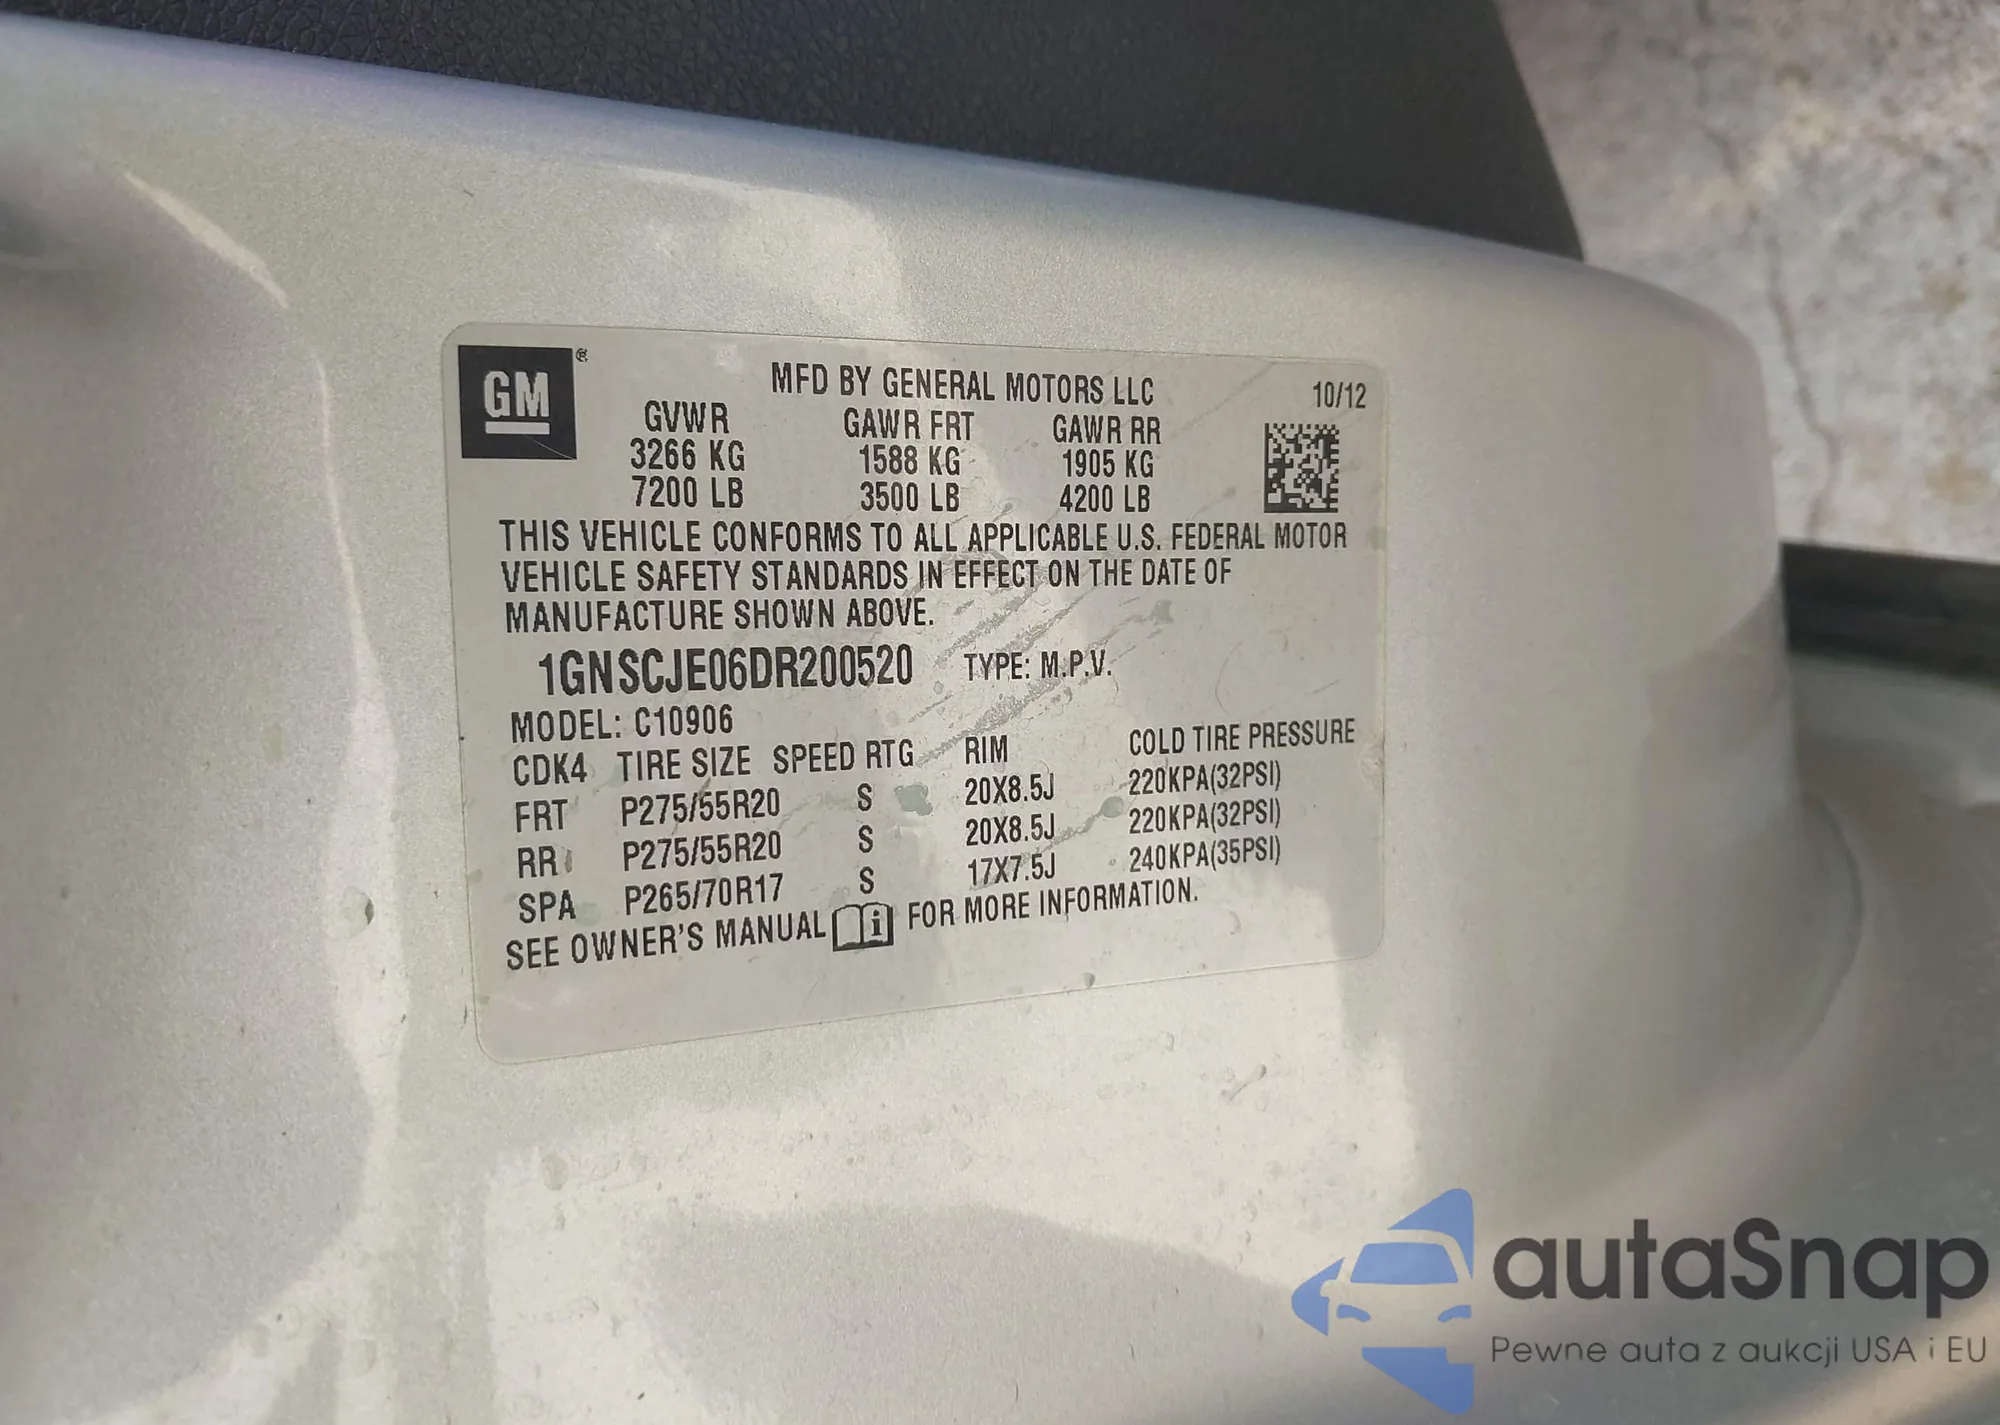 GM ®
MFD BY GENERAL MOTORS LLC 10/12
GVWR GAWR FRT GAWR RR
3266 KG 1588 KG 1905 KG
7200 LB 3500 LB 4200 LB
THIS VEHICLE CONFORMS TO ALL APPLICABLE U.S. FEDERAL MOTOR
VEHICLE SAFETY STANDARDS IN EFFECT ON THE DATE OF
MANUFACTURE SHOWN ABOVE.
1GNSCJE06DR200520 TYPE: M.P.V.
MODEL: C10906
CDK4 TIRE SIZE SPEED RTG RIM COLD TIRE PRESSURE
FRT P275/55R20 S 20X8.5J 220KPA(32PSI)
RR P275/55R20 S 20X8.5J 220KPA(32PSI)
SPA P265/70R17 S 17X7.5J 240KPA(35PSI)
SEE OWNER'S MANUAL i FOR MORE INFORMATION.
autaSnap
Pewne auta z aukcji USA i EU